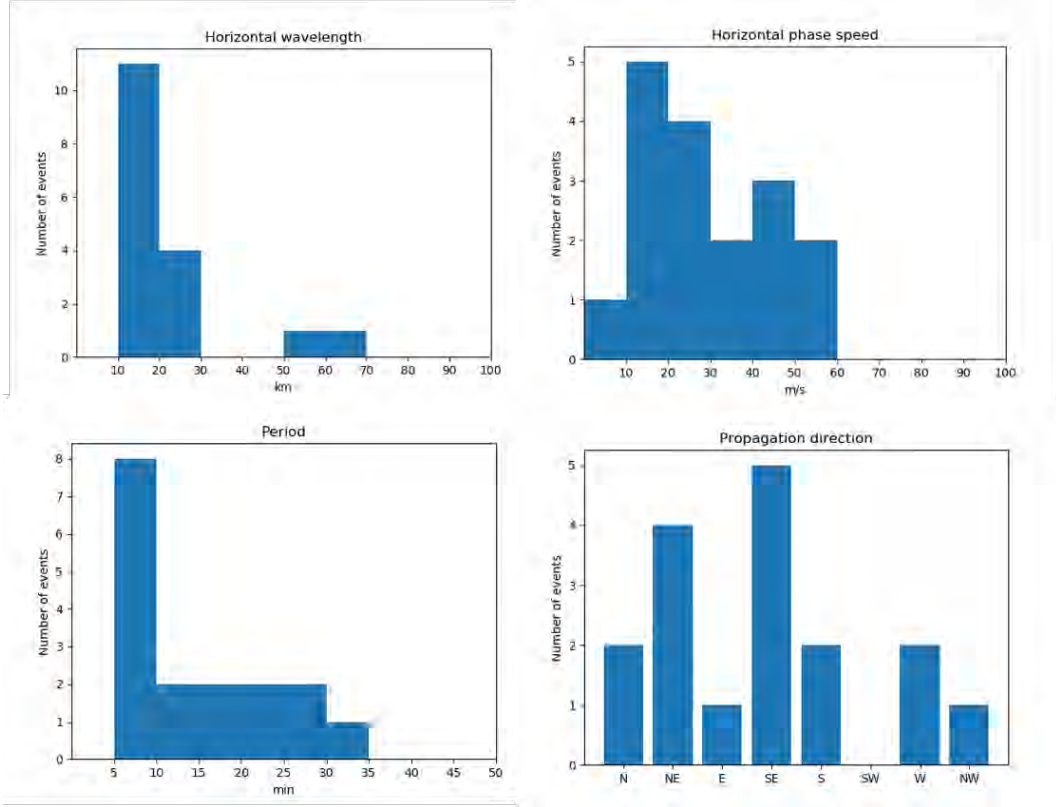 Horizontal wavelength
Number of events
10
8
6
4
2
0
10 20 30 40 50 60 70 80 90 100
km
Horizontal phase speed
Number of events
5
4
3
2
1
0
10 20 30 40 50 60 70 80 90 100
m/s
Period
Number of events
8
7
6
5
4
3
2
1
0
5 10 15 20 25 30 35 40 45 50
min
Propagation direction
Number of events
5
4
3
2
1
0
N NE E SE S SW W NW